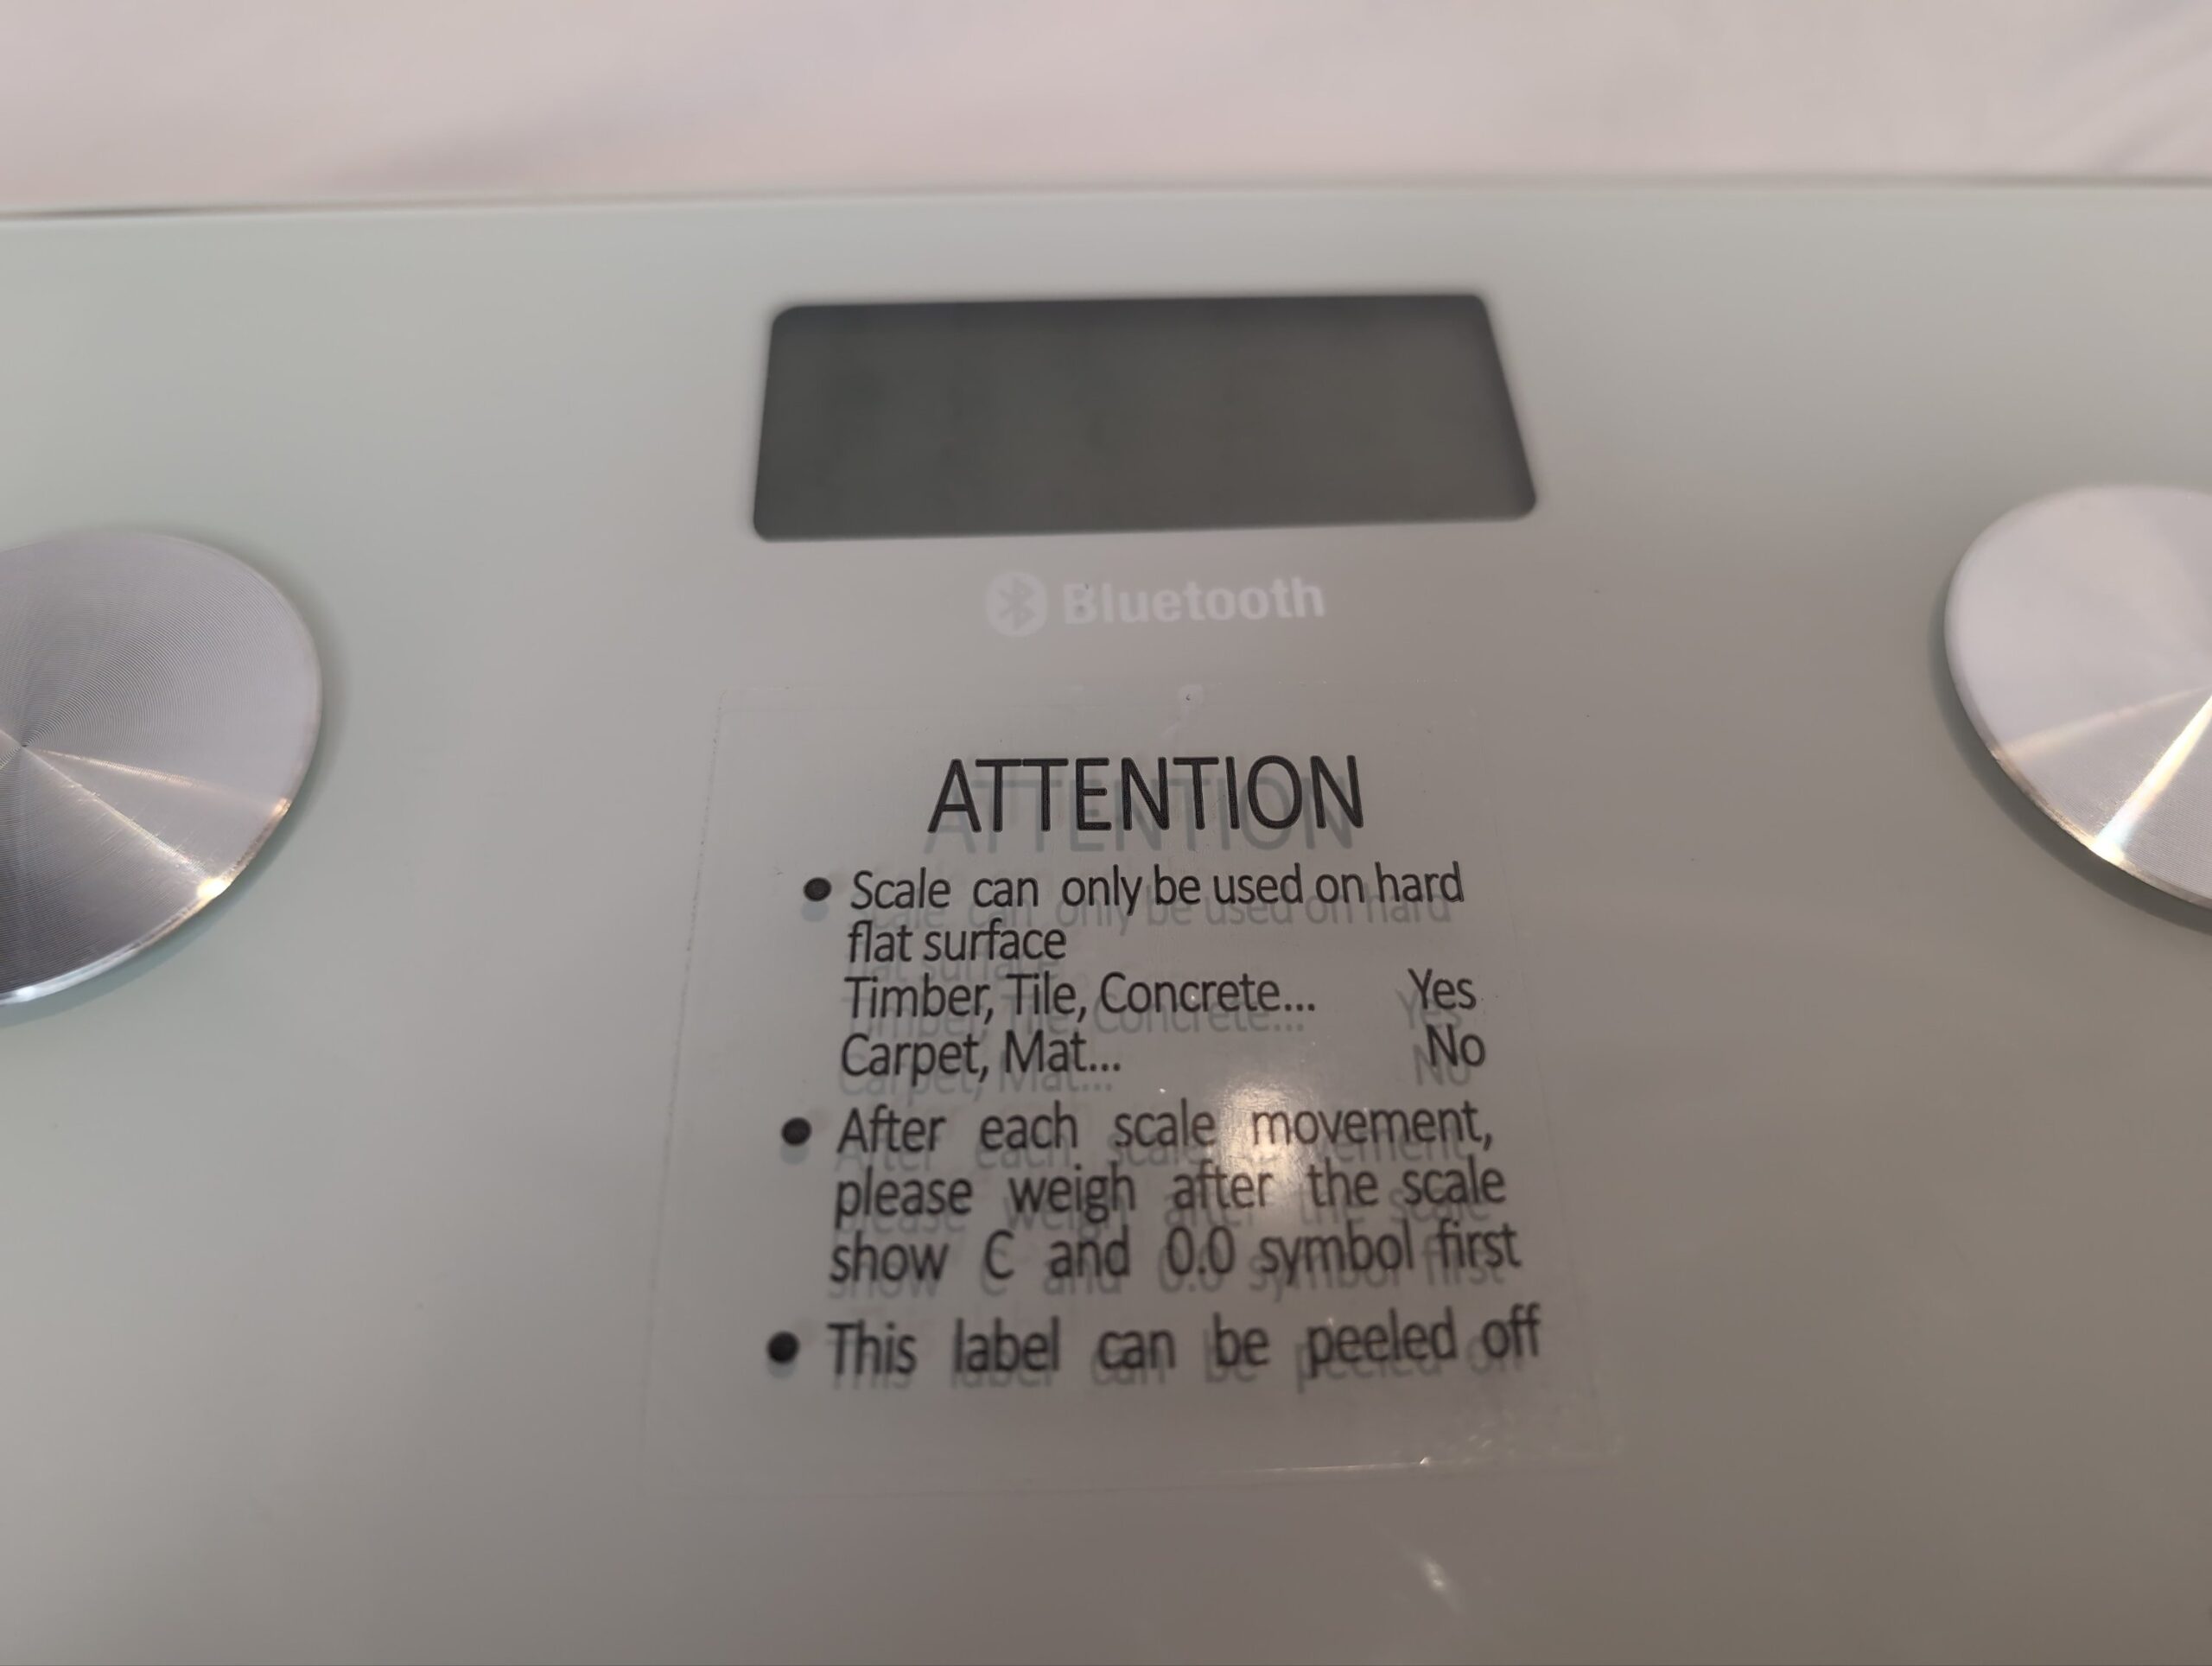 Bluetooth
ATTENTION
● Scale can only be used on hard
flat surface
Timber, Tile, Concrete... Yes
Carpet, Mat... No
● After each scale movement,
please weigh after the scale
show C and 0.0 symbol first
● This label can be peeled off